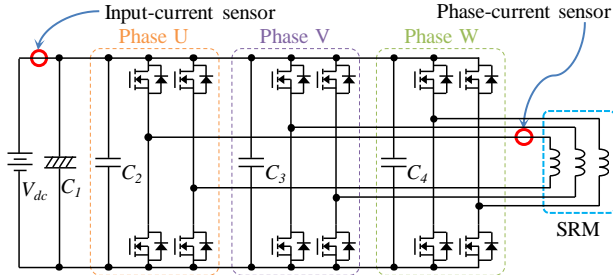 Input-current sensor
Phase-current sensor
Phase U
Phase V
Phase W
Vdc
C1
C2
C3
C4
SRM